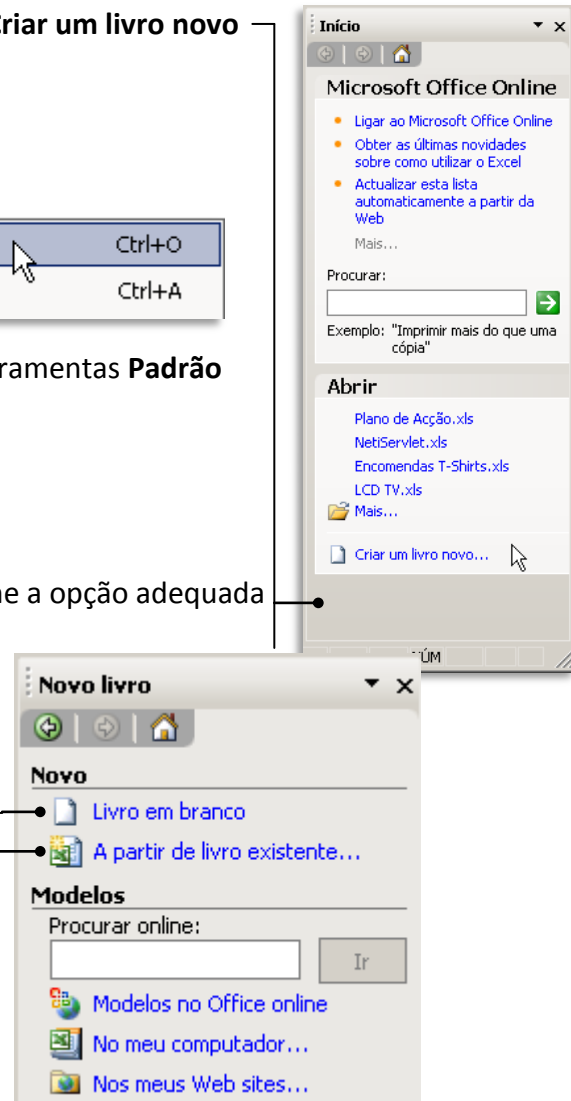 riar um livro novo
Ctrl+O
Ctrl+A
ramentas Padrão
e a opção adequada
Início
Microsoft Office Online
Ligar ao Microsoft Office Online
Obter as últimas novidades
sobre como utilizar o Excel
Actualizar esta lista
automaticamente a partir da
Web
Mais...
Procurar:
Exemplo: "Imprimir mais do que uma
cópia"
Abrir
Plano de Acção.xls
NetiServlet.xls
Encomendas T-Shirts.xls
LCD TV.xls
Mais...
Criar um livro novo...
ÚM
Novo livro
Novo
Livro em branco
A partir de livro existente...
Modelos
Procurar online:
Ir
Modelos no Office online
No meu computador...
Nos meus Web sites...